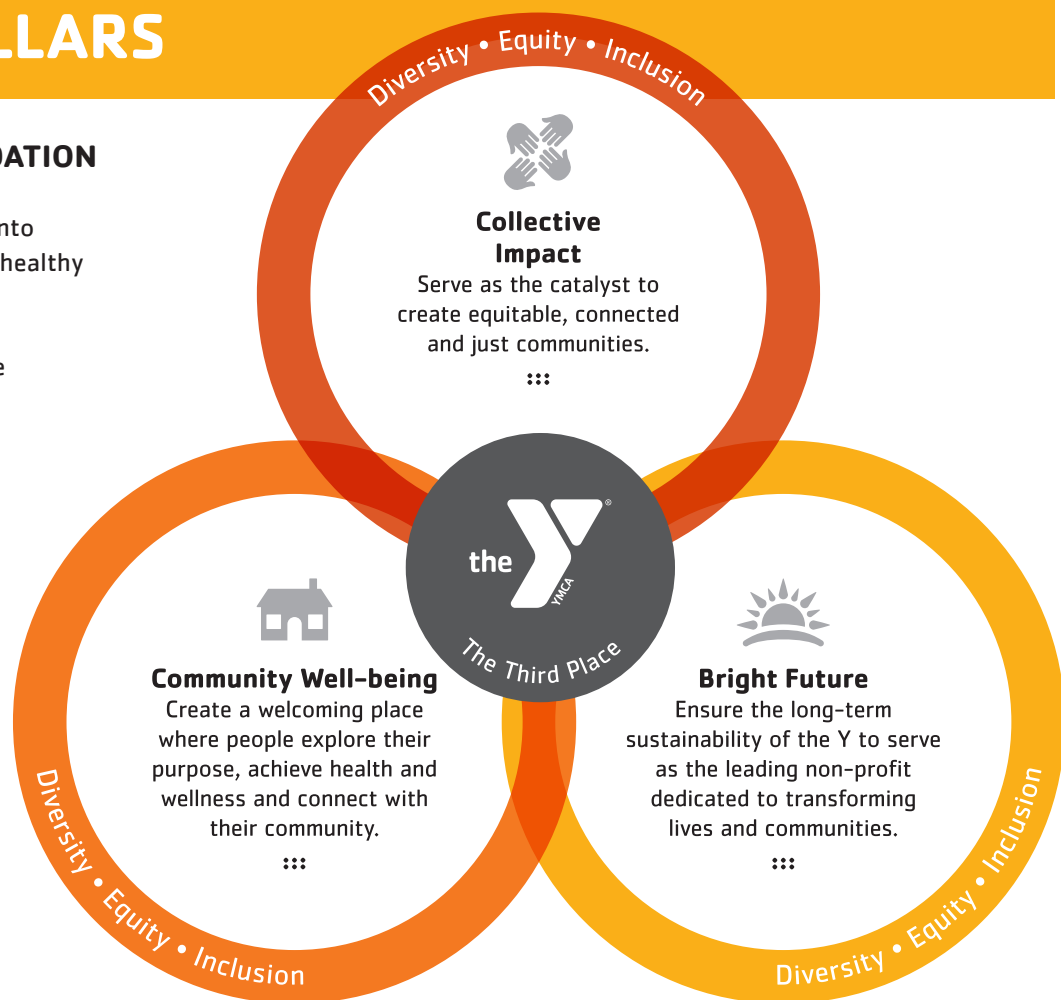 LLARS
DATION
nto
healthy
e
Diversity • Equity • Inclusion
Collective
Impact
Serve as the catalyst to
create equitable, connected
and just communities.
the
YMCA
®
The Third Place
Community Well-being
Create a welcoming place
where people explore their
purpose, achieve health and
wellness and connect with
their community.
Diversity • Equity • Inclusion
Bright Future
Ensure the long-term
sustainability of the Y to serve
as the leading non-profit
dedicated to transforming
lives and communities.
Diversity • Equity • Inclusion